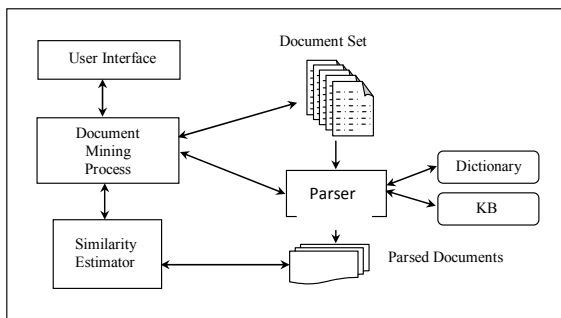 Document Set
User Interface
Document
Mining
Process
Parser
Dictionary
KB
Similarity
Estimator
Parsed Documents